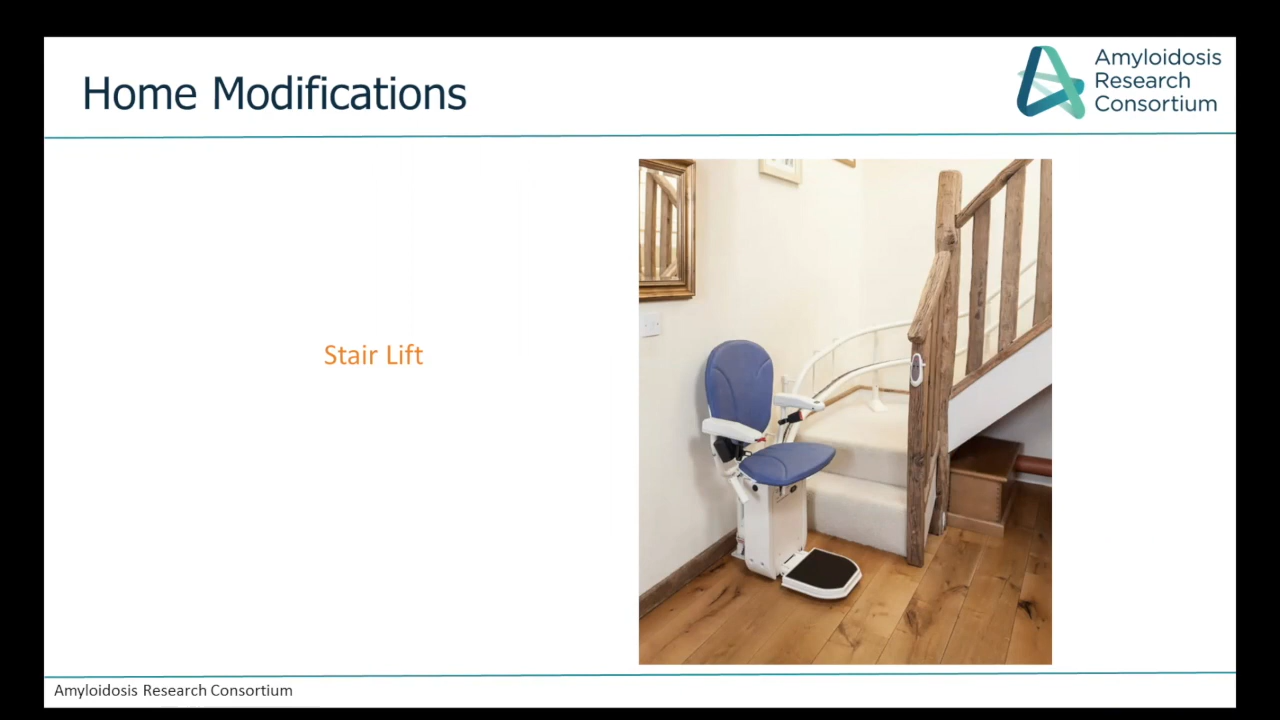 Home Modifications
Amyloidosis
Research
Consortium
Stair Lift
Amyloidosis Research Consortium